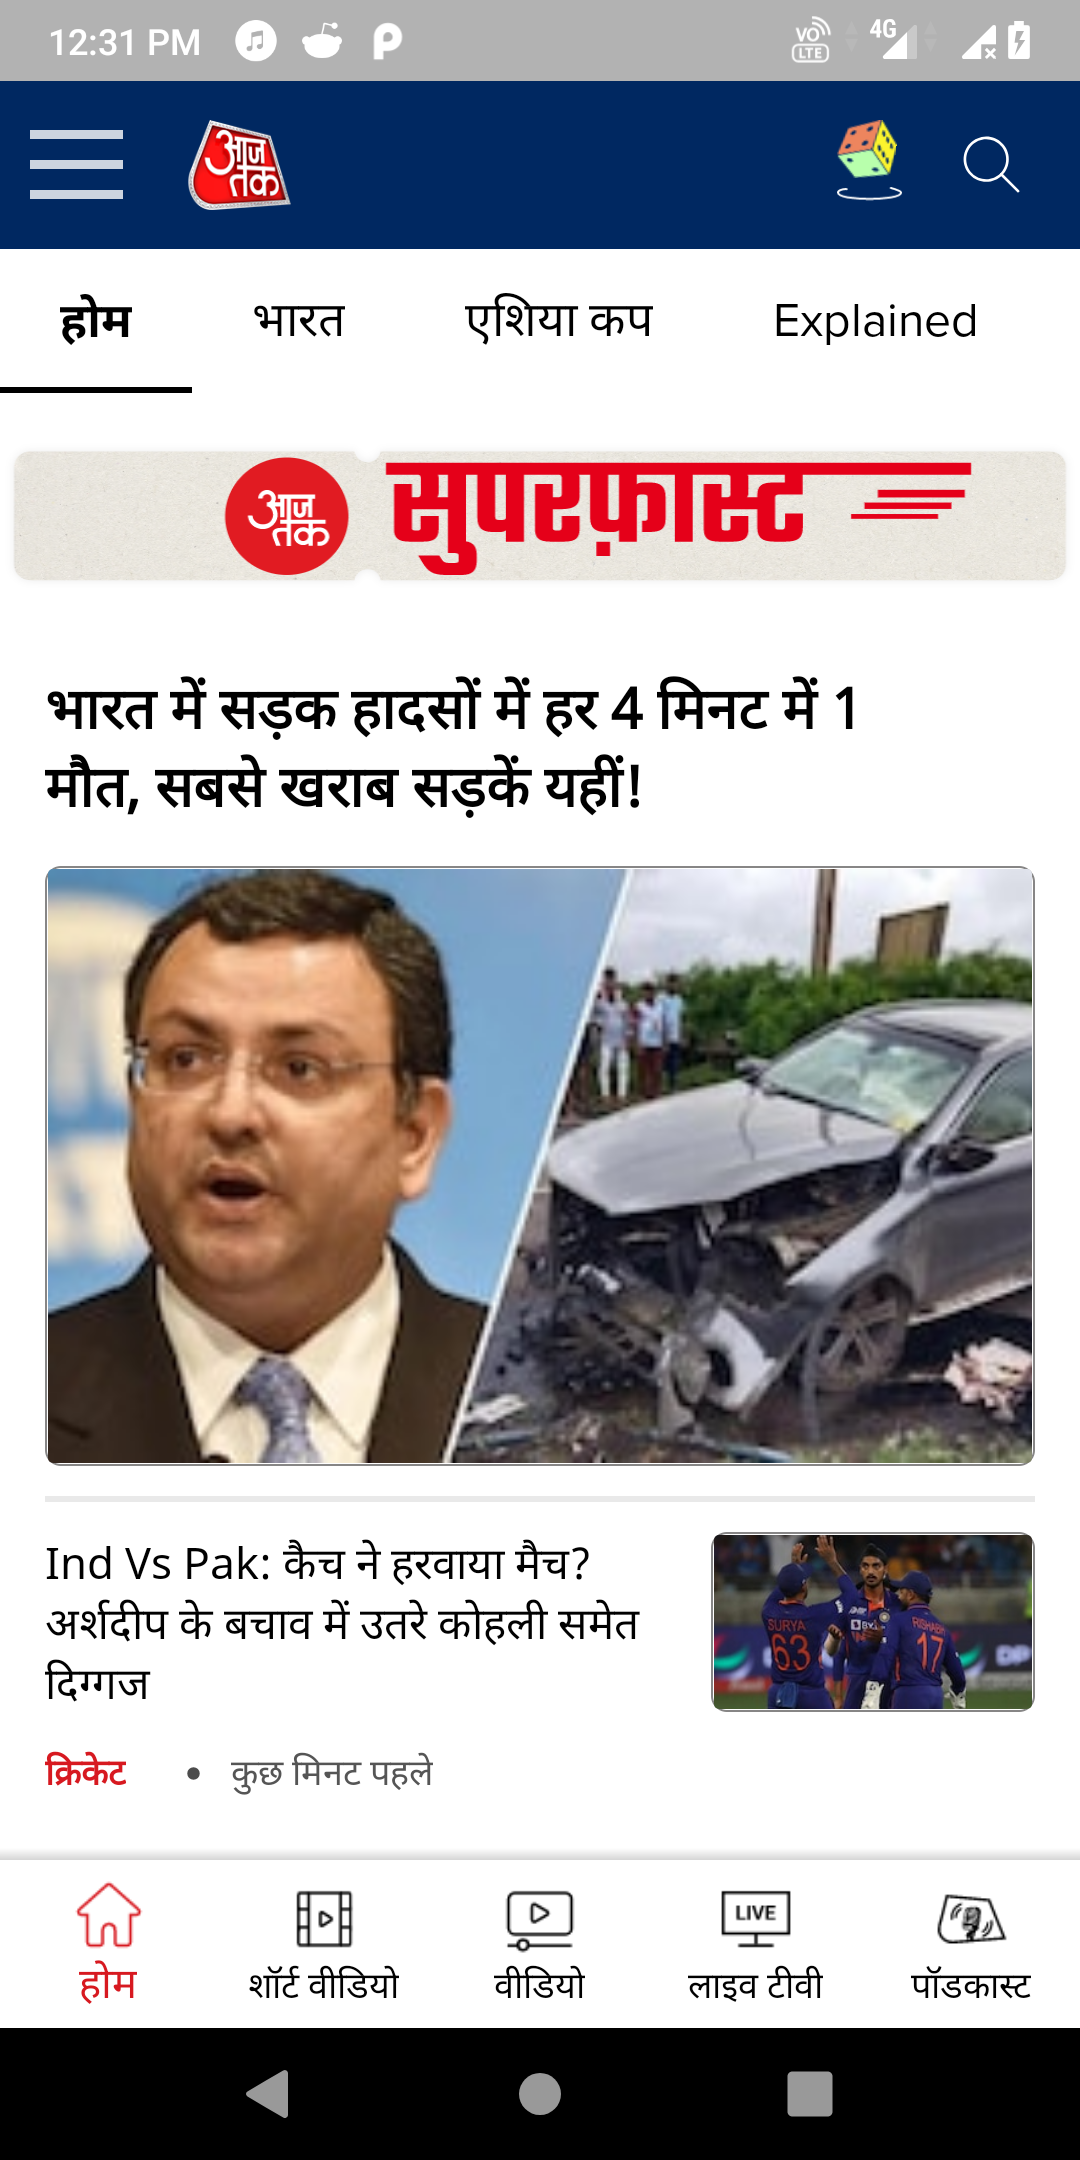 12:31 PM
VO LTE 4G
आज तक
होम भारत एशिया कप Explained
आज तक सुपरफ़ास्ट
भारत में सड़क हादसों में हर 4 मिनट में 1
मौत, सबसे खराब सड़कें यहीं!
Ind Vs Pak: कैच ने हरवाया मैच?
अर्शदीप के बचाव में उतरे कोहली समेत
दिग्गज
SURYA
63
17
DP
क्रिकेट • कुछ मिनट पहले
LIVE
होम शॉर्ट वीडियो वीडियो लाइव टीवी पॉडकास्ट